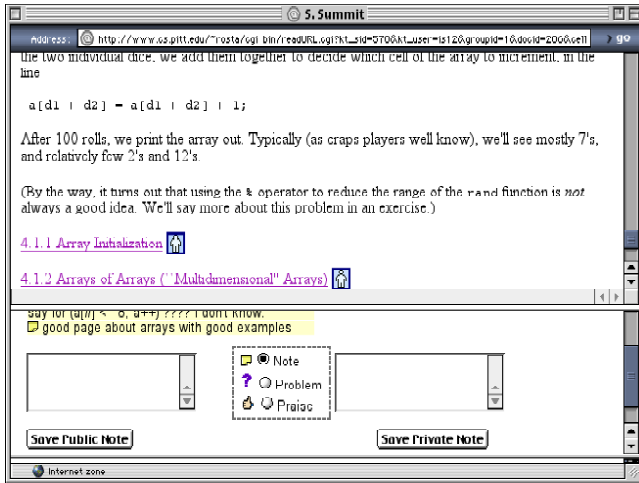 5. Summit
Address: http://www.cs.pitt.edu/~rosta/cgi bin/readURL.cgi?kt_sid=570&kt_user=is12&groupid=1&docid=206&cell
go
the two individual dice, we add them together to decide which cell of the array to increment, in the
line
a[d1 + d2] = a[d1 + d2] + 1;
After 100 rolls, we print the array out. Typically (as craps players well know), we'll see mostly 7's,
and relatively few 2's and 12's.
(By the way, it turns out that using the % operator to reduce the range of the rand function is not
always a good idea. We'll say more about this problem in an exercise.)
4.1.1 Array Initialization
4.1.2 Arrays of Arrays (``Multidimensional'' Arrays)
good page about arrays with good examples
Note
Problem
Praise
Save Public Note
Save Private Note
Internet zone